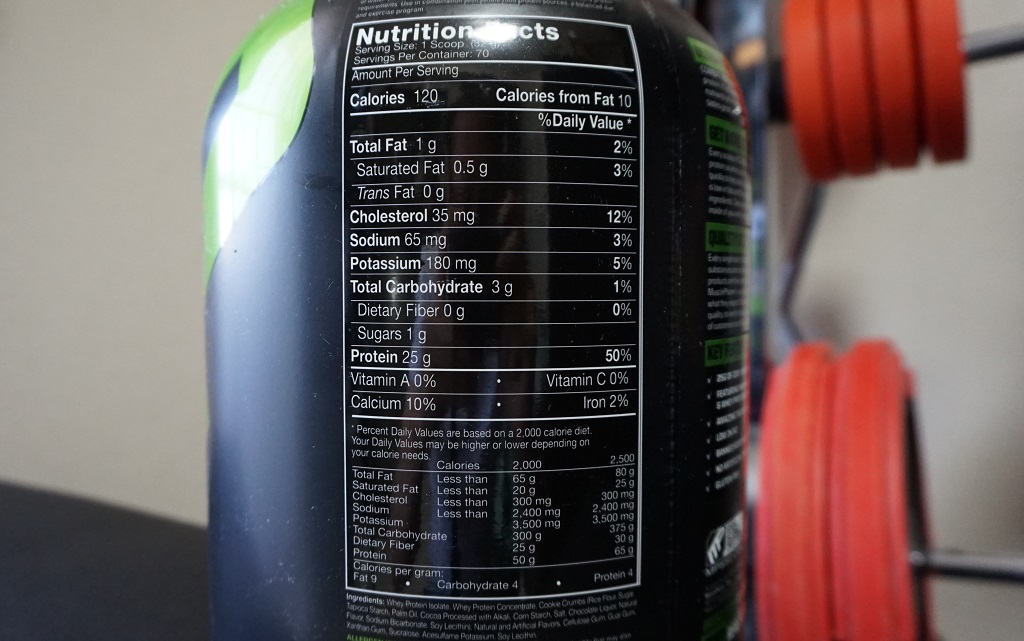 requirements. Use in combination
and exercise program.
Nutrition
Serving Size: 1 Scoop
Servings Per Container: 70
Amount Per Serving
Calories 120 Calories from Fat 10
%Daily Value *
Total Fat 1 g 2%
Saturated Fat 0.5 g 3%
Trans Fat 0 g
Cholesterol 35 mg 12%
Sodium 65 mg 3%
Potassium 180 mg 5%
Total Carbohydrate 3 g 1%
Dietary Fiber 0 g 0%
Sugars 1 g
Protein 25 g 50%
Vitamin A 0% • Vitamin C 0%
Calcium 10% • Iron 2%
* Percent Daily Values are based on a 2,000 calorie diet.
Your Daily Values may be higher or lower depending on
your calorie needs.
Calories 2,000 2,500
Total Fat Less than 65 g 80 g
Saturated Fat Less than 20 g 25 g
Cholesterol Less than 300 mg 300 mg
Sodium Less than 2,400 mg 2,400 mg
Potassium 3,500 mg 3,500 mg
Total Carbohydrate 300 g 375 g
Dietary Fiber 25 g 30 g
Protein 50 g 65 g
Calories per gram:
Fat 9 • Carbohydrate 4 • Protein 4
Ingredients: Whey Protein Isolate, Whey Protein Concentrate, Cookie Crumbs (Rice Flour, Sugar,
Tapioca Starch, Palm Oil, Cocoa Processed with Alkali, Corn Starch, Salt, Chocolate Liquor, Natural
Flavor, Sodium Bicarbonate, Soy Lecithin), Natural and Artificial Flavors, Cellulose Gum, Guar Gum,
Xanthan Gum, Sucralose, Acesulfame Potassium, Soy Lecithin.